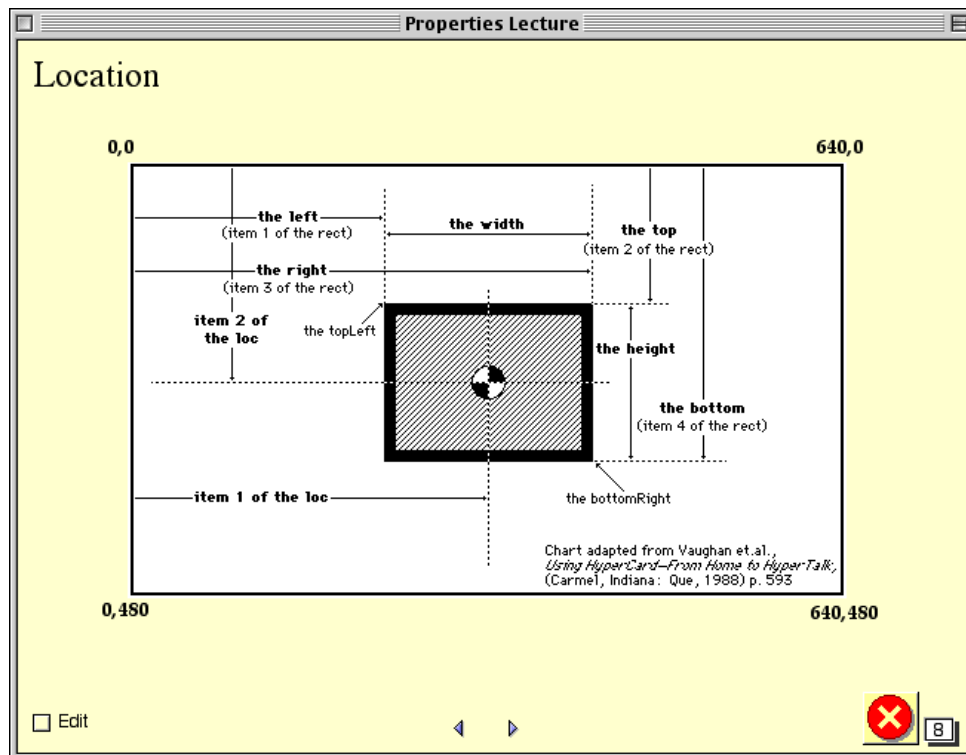 Properties Lecture
Location
0,0
640,0
the left
(item 1 of the rect)
the width
the top
(item 2 of the rect)
the right
(item 3 of the rect)
item 2 of
the loc
the topLeft
the height
the bottom
(item 4 of the rect)
item 1 of the loc
the bottomRight
Chart adapted from Vaughan et.al.,
Using HyperCard—From Home to HyperTalk,
(Carmel, Indiana: Que, 1988) p. 593
0,480
640,480
Edit
8